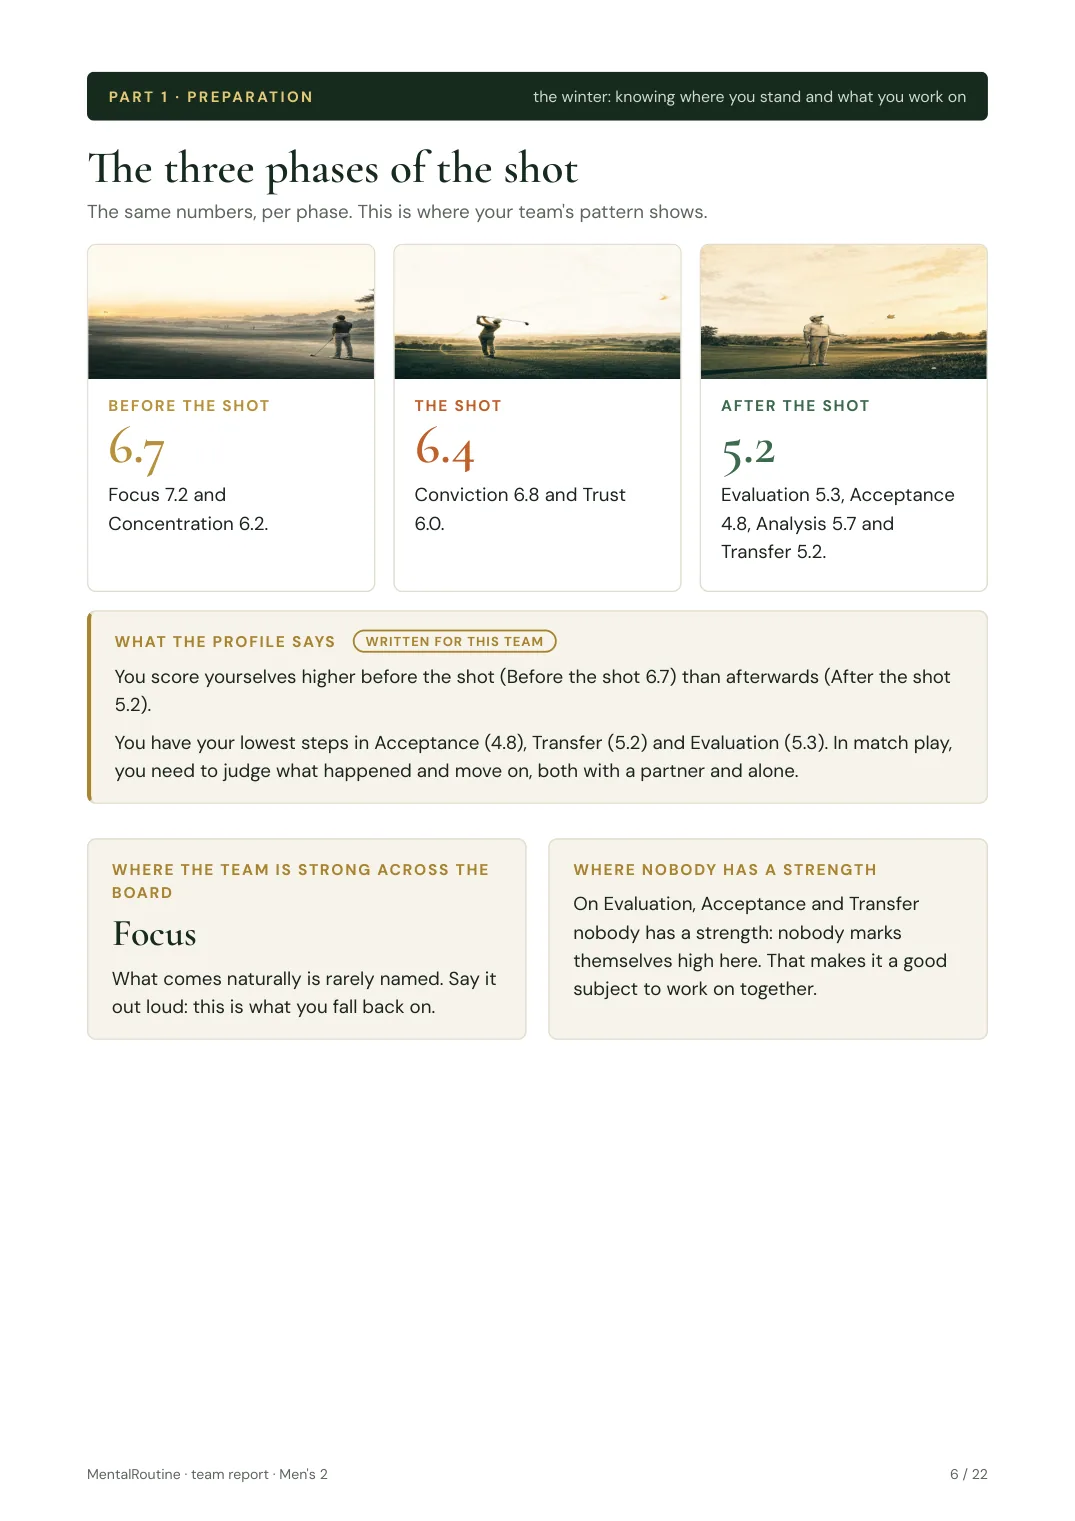 PART 1 · PREPARATION
the winter: knowing where you stand and what you work on
The three phases of the shot
The same numbers, per phase. This is where your team's pattern shows.
BEFORE THE SHOT
6.7
Focus 7.2 and
Concentration 6.2.
THE SHOT
6.4
Conviction 6.8 and Trust
6.0.
AFTER THE SHOT
5.2
Evaluation 5.3, Acceptance
4.8, Analysis 5.7 and
Transfer 5.2.
WHAT THE PROFILE SAYS
WRITTEN FOR THIS TEAM
You score yourselves higher before the shot (Before the shot 6.7) than afterwards (After the shot
5.2).
You have your lowest steps in Acceptance (4.8), Transfer (5.2) and Evaluation (5.3). In match play,
you need to judge what happened and move on, both with a partner and alone.
WHERE THE TEAM IS STRONG ACROSS THE
BOARD
Focus
What comes naturally is rarely named. Say it
out loud: this is what you fall back on.
WHERE NOBODY HAS A STRENGTH
On Evaluation, Acceptance and Transfer
nobody has a strength: nobody marks
themselves high here. That makes it a good
subject to work on together.
MentalRoutine · team report · Men's 2
6 / 22